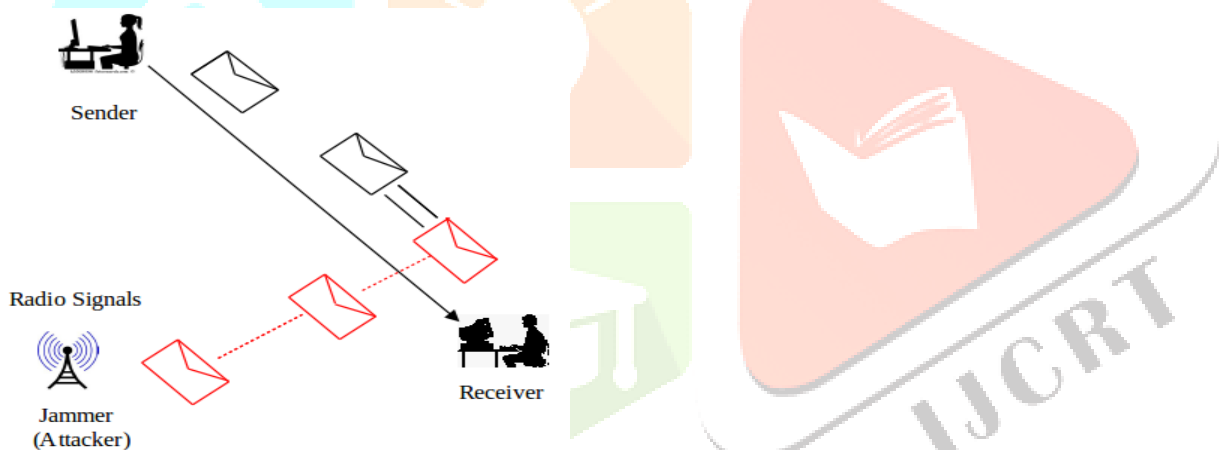 Sender
Radio Signals
Receiver
Jammer
(Attacker)
IJCRT